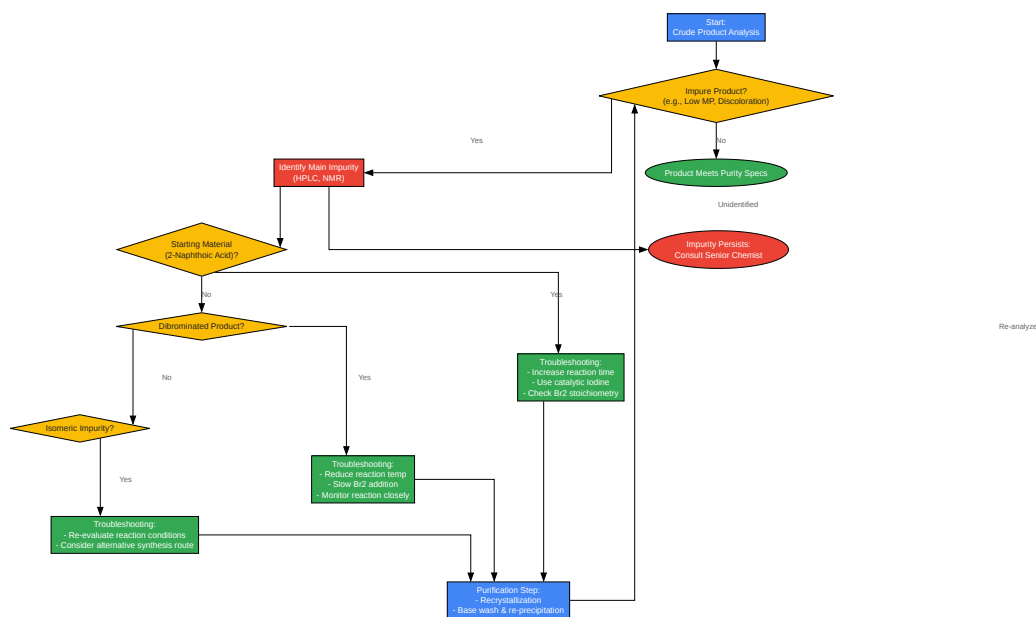 Start:
Crude Product Analysis
Impure Product?
(e.g., Low MP, Discoloration)
Yes
No
Identify Main Impurity
(HPLC, NMR)
Product Meets Purity Specs
Unidentified
Starting Material
(2-Naphthoic Acid)?
Impurity Persists:
Consult Senior Chemist
No
Yes
Dibrominated Product?
Re-analyze
Troubleshooting:
- Increase reaction time
- Use catalytic Iodine
- Check Br2 stoichiometry
No
Yes
Isomeric Impurity?
Troubleshooting:
- Reduce reaction temp
- Slow Br2 addition
- Monitor reaction closely
Yes
Troubleshooting:
- Re-evaluate reaction conditions
- Consider alternative synthesis route
Purification Step:
- Recrystallization
- Base wash & re-precipitation